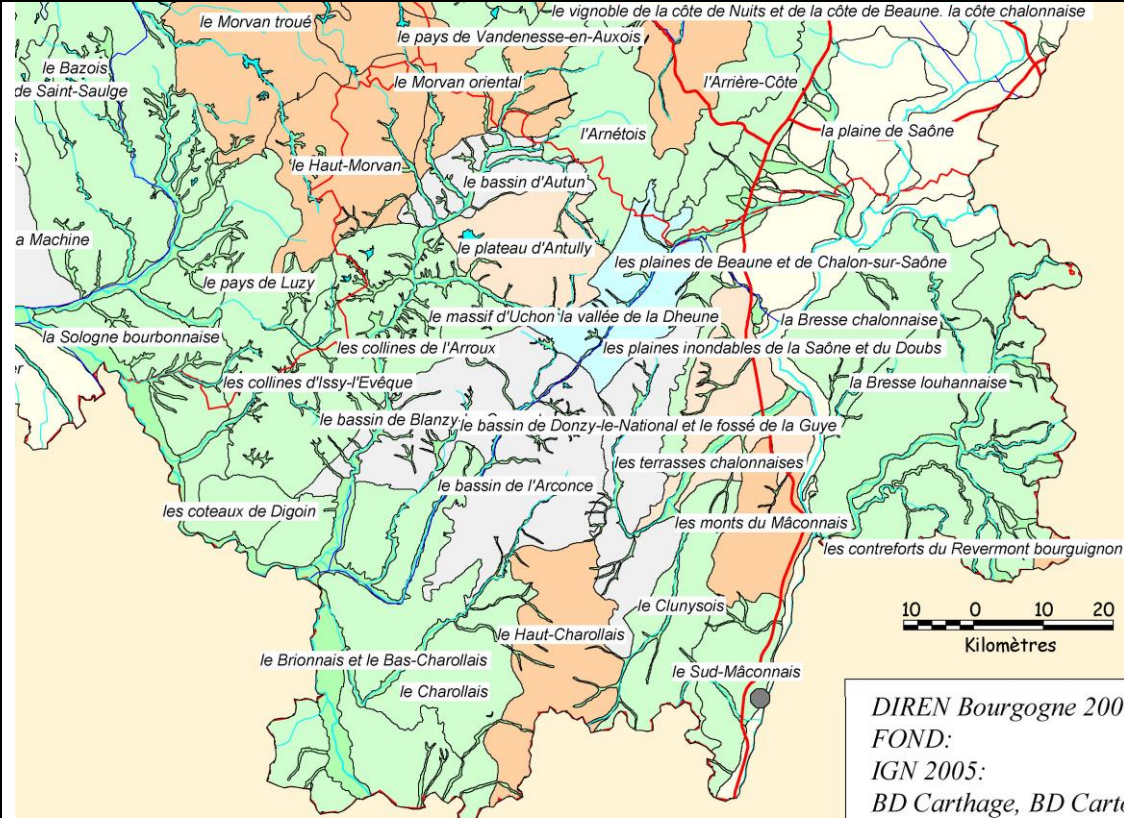 le Morvan troué
le vignoble de la côte de Nuits et de la côte de Beaune. la côte chalonnaise
le pays de Vandenesse-en-Auxois
le Bazois
de Saint-Saulge
le Morvan oriental
l'Arrière-Côte
l'Arnétois
la plaine de Saône
le Haut-Morvan
le bassin d'Autun
a Machine
le plateau d'Antully
les plaines de Beaune et de Chalon-sur-Saône
le pays de Luzy
le massif d'Uchon
la vallée de la Dheune
la Bresse chalonnaise
la Sologne bourbonnaise
les collines de l'Arroux
les plaines inondables de la Saône et du Doubs
les collines d'Issy-l'Evêque
la Bresse louhannaise
le bassin de Blanzy
le bassin de Donzy-le-National et le fossé de la Guye
les terrasses chalonnaises
le bassin de l'Arconce
les coteaux de Digoin
les monts du Mâconnais
les contreforts du Revermont bourguignon
le Clunysois
10 0 10 20
Kilomètres
le Haut-Charollais
le Brionnais et le Bas-Charollais
le Sud-Mâconnais
le Charollais
DIREN Bourgogne 200
FOND:
IGN 2005:
BD Carthage, BD Carto